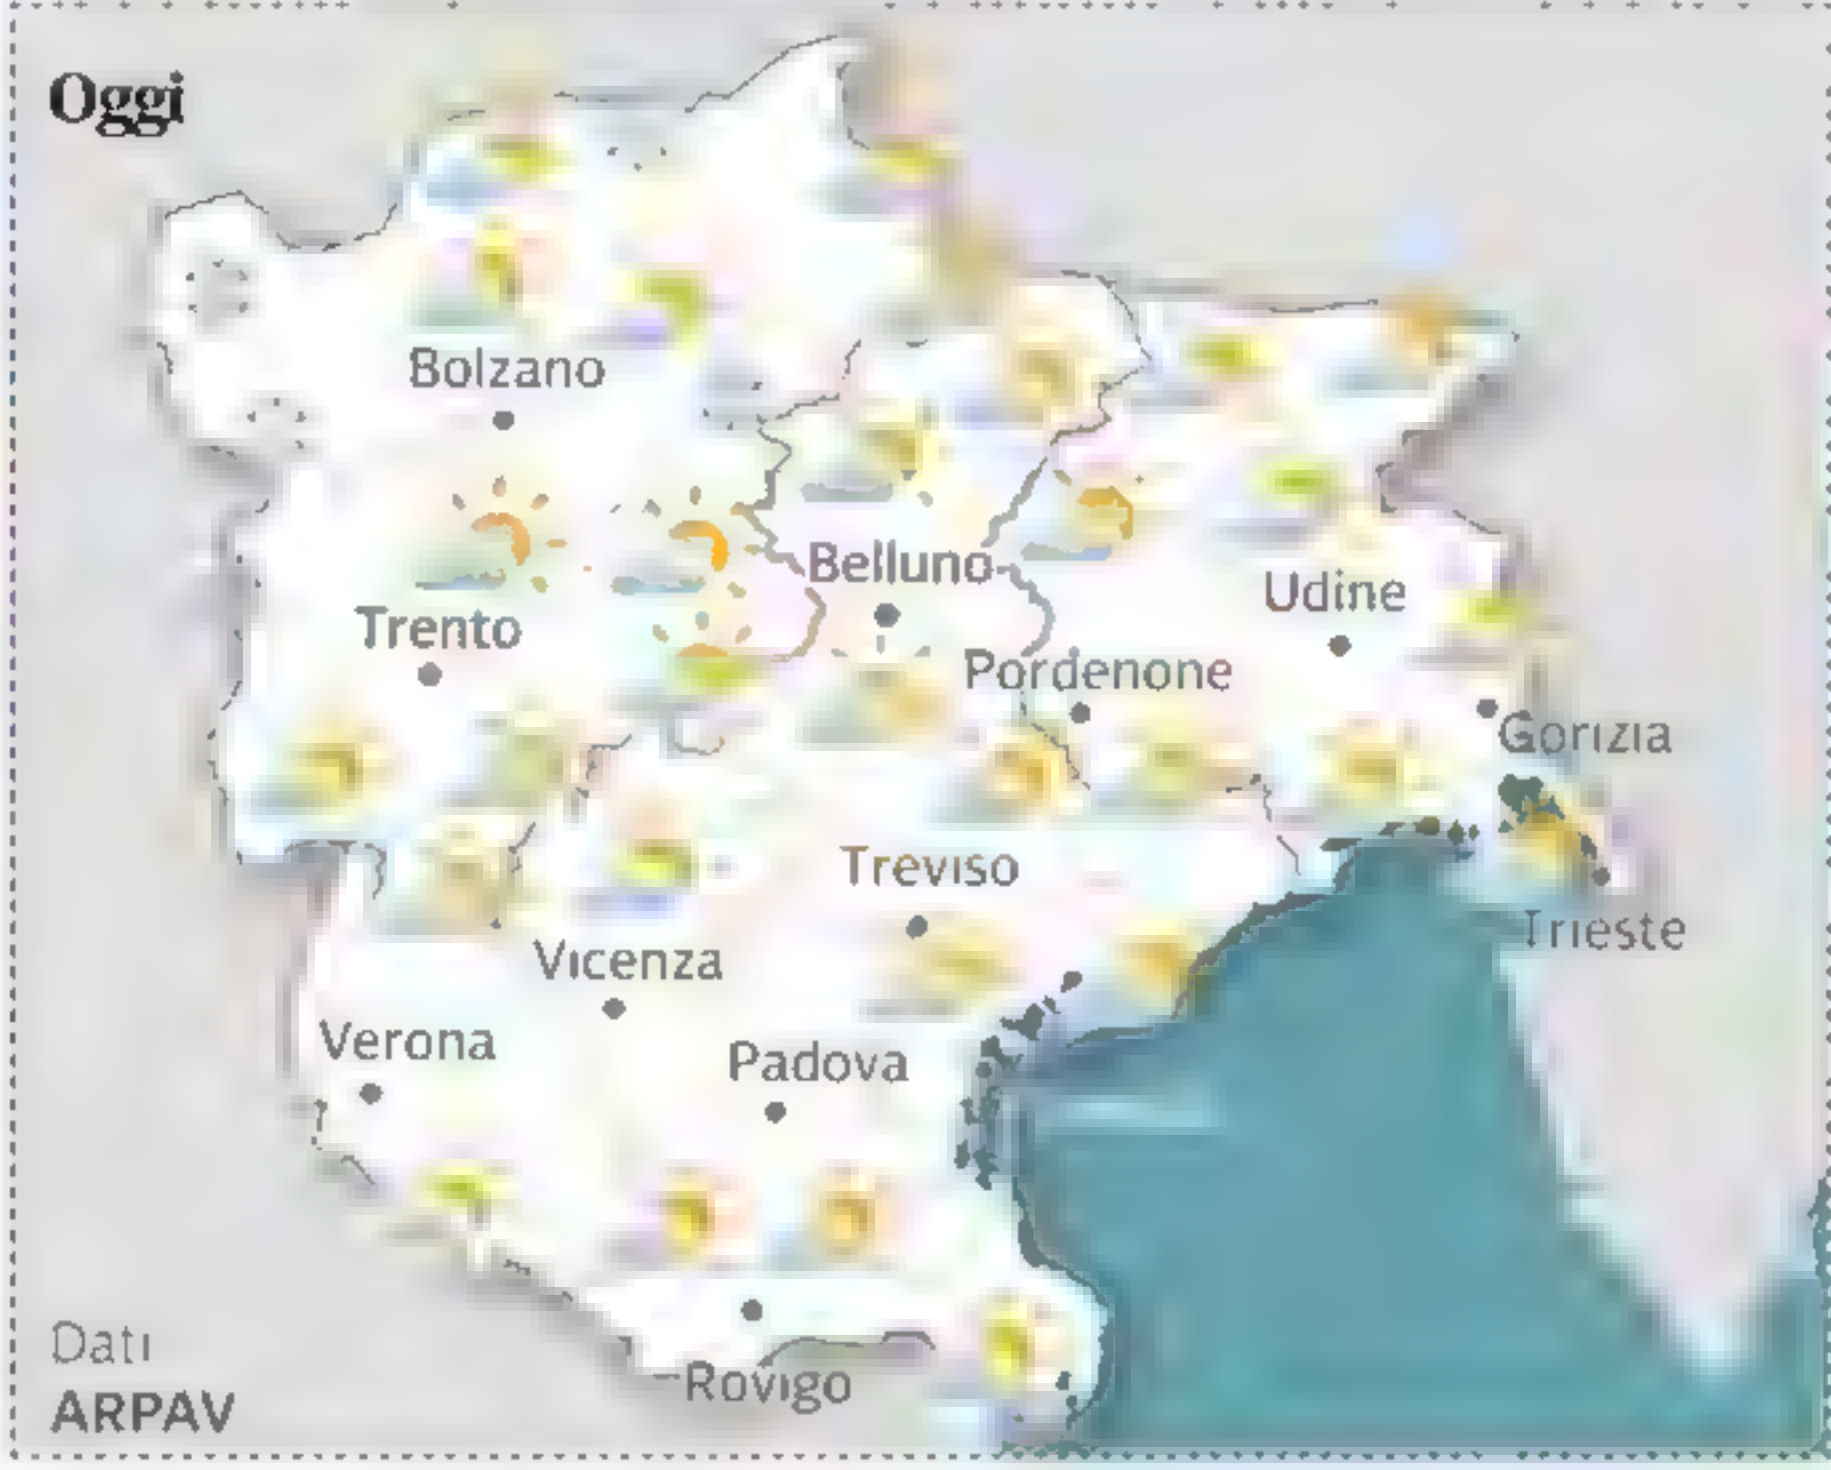 Oggi
Bolzano
Belluno
Udine
Trento
Pordenone
Gorizia
Treviso
Trieste
Vicenza
Verona
Padova
Dati
Rovigo
ARPAV